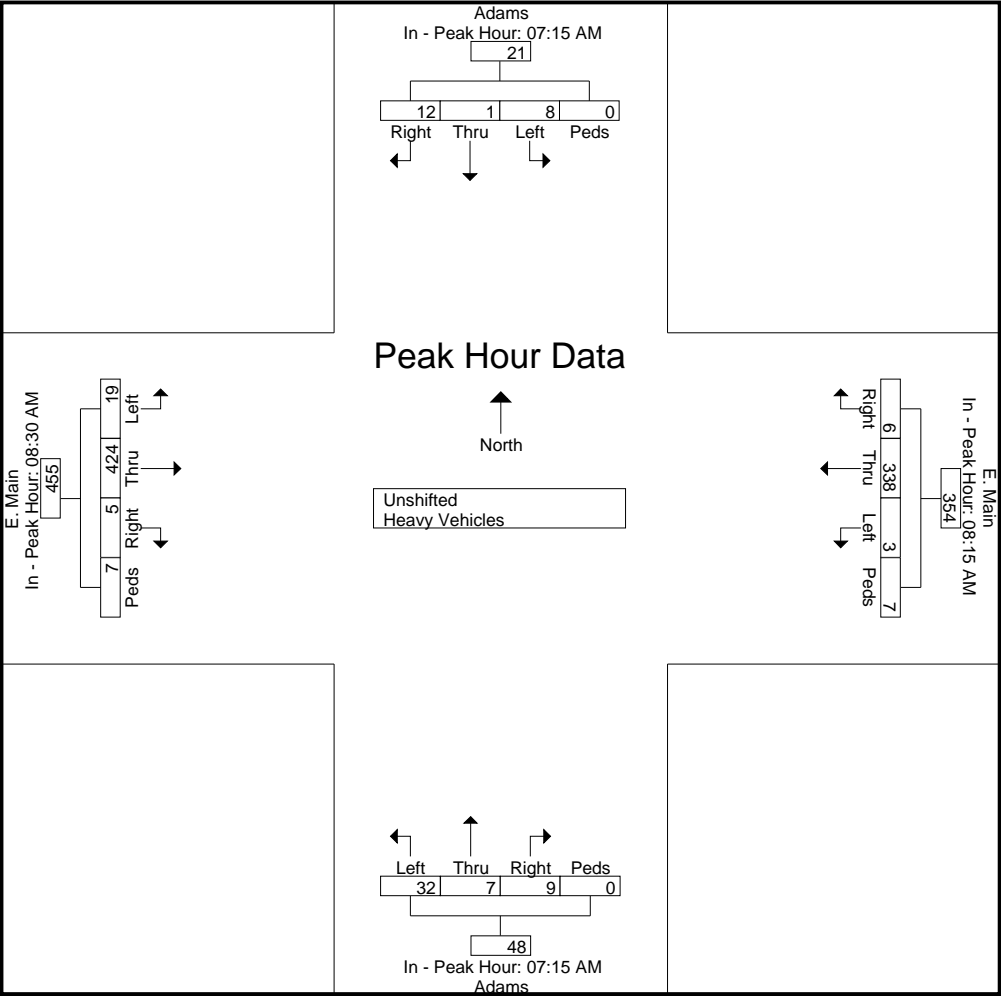 Adams
In - Peak Hour: 07:15 AM
21
12 1 8 0
Right Thru Left Peds
Peak Hour Data
North
Unshifted
Heavy Vehicles
E. Main
In - Peak Hour: 08:30 AM
455
19 424 5 7
Left Thru Right Peds
E. Main
In - Peak Hour: 08:15 AM
354
6 338 3 7
Right Thru Left Peds
Left Thru Right Peds
32 7 9 0
48
In - Peak Hour: 07:15 AM
Adams